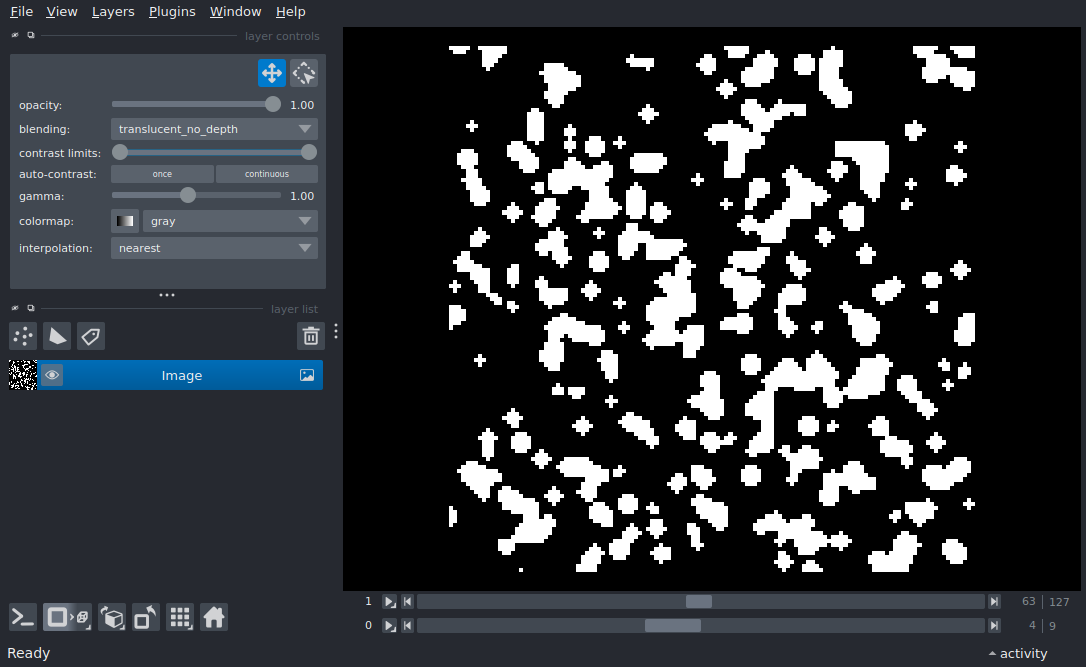 File View Layers Plugins Window Help
layer controls
opacity: 1.00
blending: translucent_no_depth
contrast limits:
auto-contrast: once continuous
gamma: 1.00
colormap: gray
interpolation: nearest
layer list
Image
1 63 127
0 4 9
Ready activity